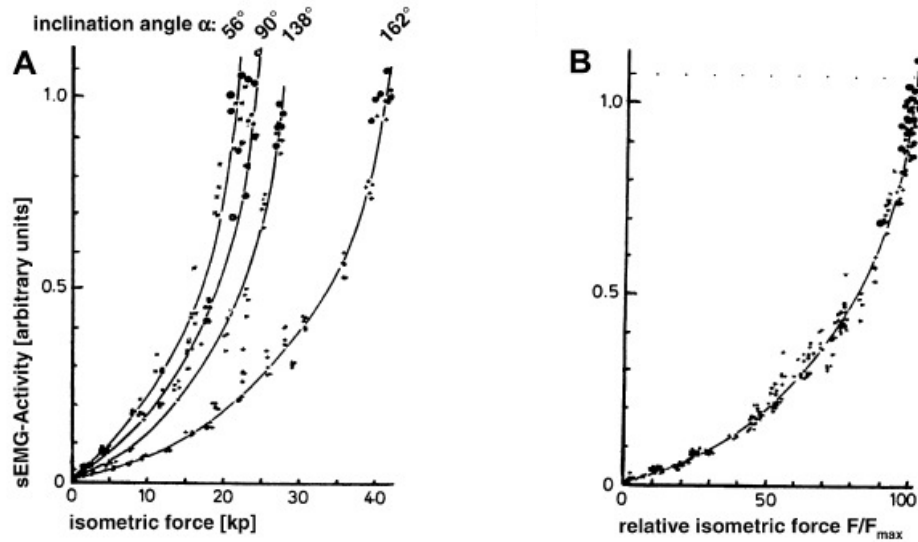 inclination angle α: 56° 90° 138° 162°
A
1.0
0.5
0
sEMG-Activity [arbitrary units]
0 10 20 30 40
isometric force [kp]
B
1.0
0.5
0
0 50 100
relative isometric force F/Fmax